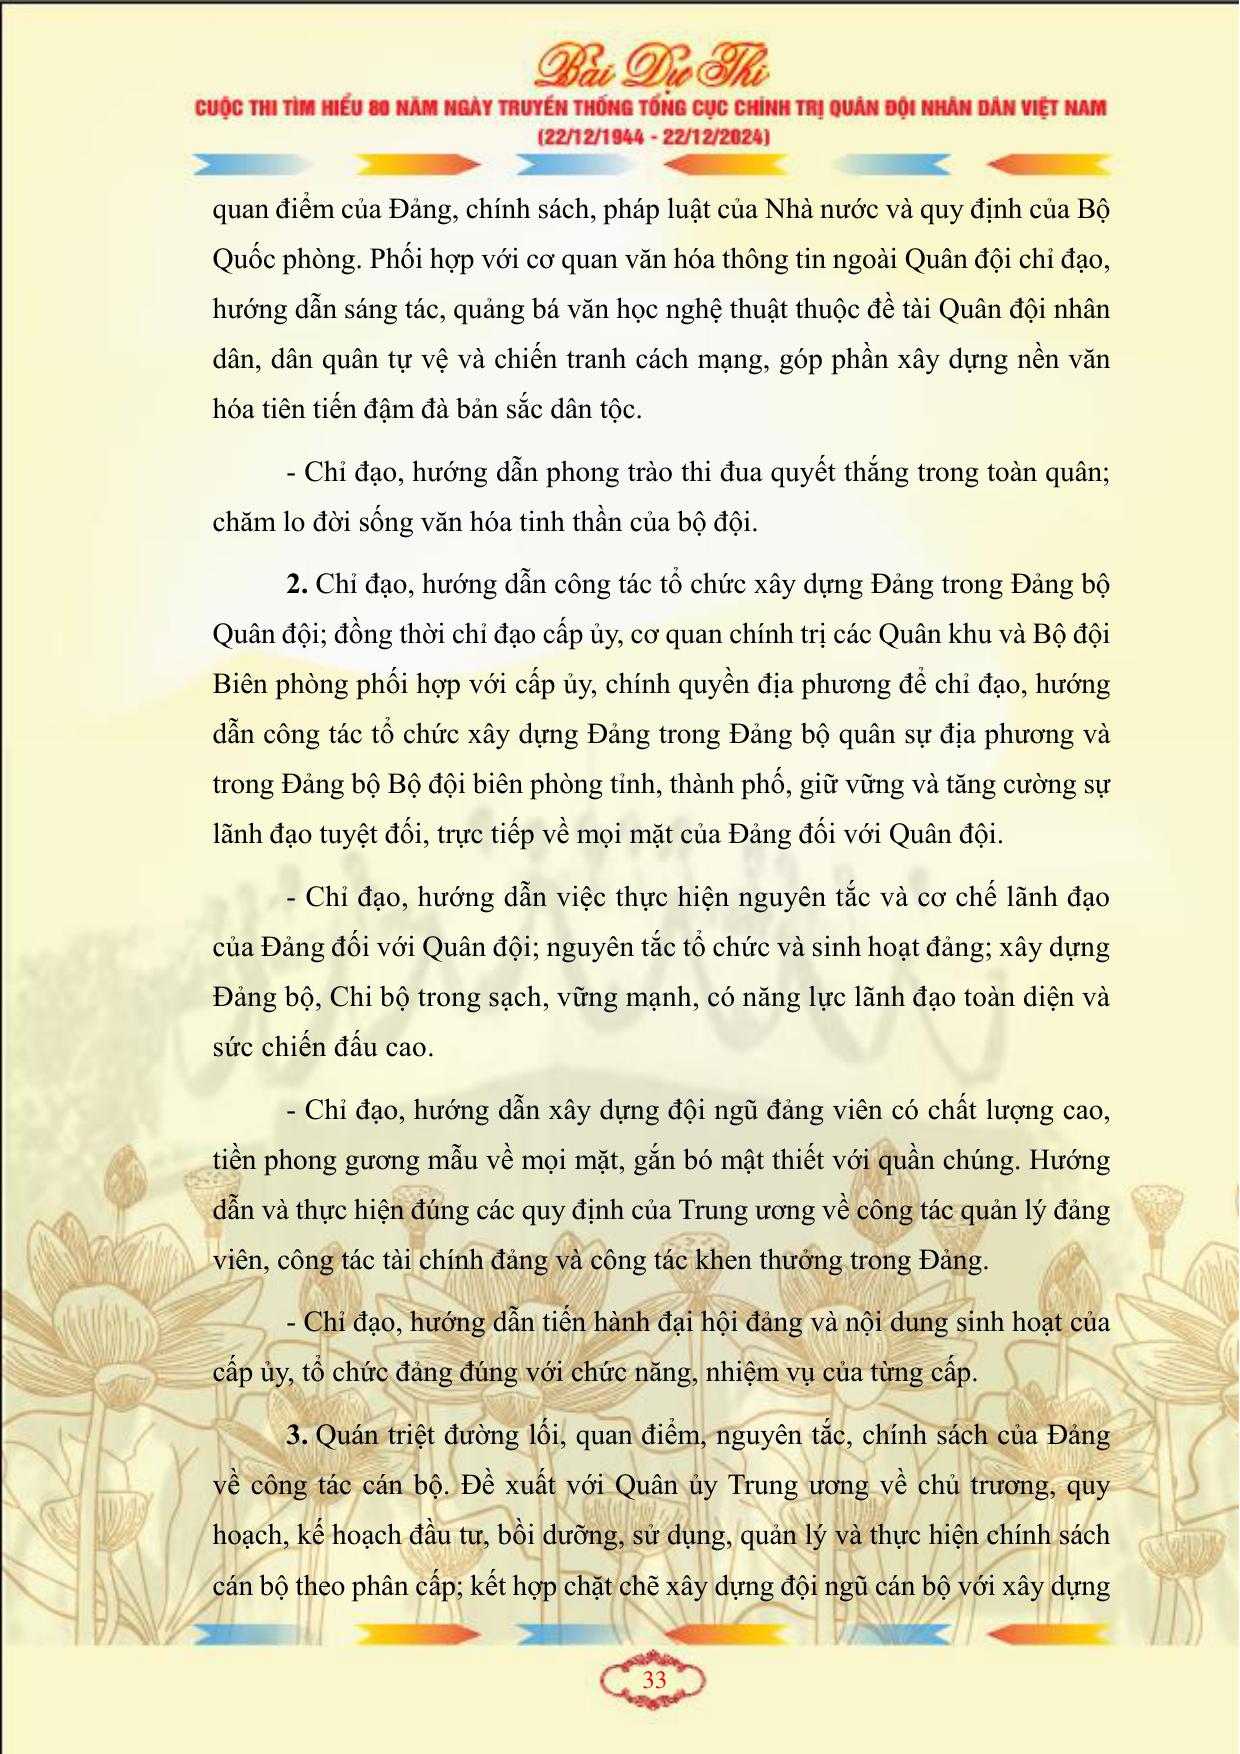 Bài Dự Thi
CUỘC THI TÌM HIỂU 80 NĂM NGÀY TRUYỀN THỐNG TỔNG CỤC CHÍNH TRỊ QUÂN ĐỘI NHÂN DÂN VIỆT NAM
(22/12/1944 - 22/12/2024)
quan điểm của Đảng, chính sách, pháp luật của Nhà nước và quy định của Bộ
Quốc phòng. Phối hợp với cơ quan văn hóa thông tin ngoài Quân đội chỉ đạo,
hướng dẫn sáng tác, quảng bá văn học nghệ thuật thuộc đề tài Quân đội nhân
dân, dân quân tự vệ và chiến tranh cách mạng, góp phần xây dựng nền văn
hóa tiên tiến đậm đà bản sắc dân tộc.
- Chỉ đạo, hướng dẫn phong trào thi đua quyết thắng trong toàn quân;
chăm lo đời sống văn hóa tinh thần của bộ đội.
2. Chỉ đạo, hướng dẫn công tác tổ chức xây dựng Đảng trong Đảng bộ
Quân đội; đồng thời chỉ đạo cấp ủy, cơ quan chính trị các Quân khu và Bộ đội
Biên phòng phối hợp với cấp ủy, chính quyền địa phương để chỉ đạo, hướng
dẫn công tác tổ chức xây dựng Đảng trong Đảng bộ quân sự địa phương và
trong Đảng bộ Bộ đội biên phòng tỉnh, thành phố, giữ vững và tăng cường sự
lãnh đạo tuyệt đối, trực tiếp về mọi mặt của Đảng đối với Quân đội.
- Chỉ đạo, hướng dẫn việc thực hiện nguyên tắc và cơ chế lãnh đạo
của Đảng đối với Quân đội; nguyên tắc tổ chức và sinh hoạt đảng; xây dựng
Đảng bộ, Chi bộ trong sạch, vững mạnh, có năng lực lãnh đạo toàn diện và
sức chiến đấu cao.
- Chỉ đạo, hướng dẫn xây dựng đội ngũ đảng viên có chất lượng cao,
tiền phong gương mẫu về mọi mặt, gắn bó mật thiết với quần chúng. Hướng
dẫn và thực hiện đúng các quy định của Trung ương về công tác quản lý đảng
viên, công tác tài chính đảng và công tác khen thưởng trong Đảng.
- Chỉ đạo, hướng dẫn tiến hành đại hội đảng và nội dung sinh hoạt của
cấp ủy, tổ chức đảng đúng với chức năng, nhiệm vụ của từng cấp.
3. Quán triệt đường lối, quan điểm, nguyên tắc, chính sách của Đảng
về công tác cán bộ. Đề xuất với Quân ủy Trung ương về chủ trương, quy
hoạch, kế hoạch đầu tư, bồi dưỡng, sử dụng, quản lý và thực hiện chính sách
cán bộ theo phân cấp; kết hợp chặt chẽ xây dựng đội ngũ cán bộ với xây dựng
33